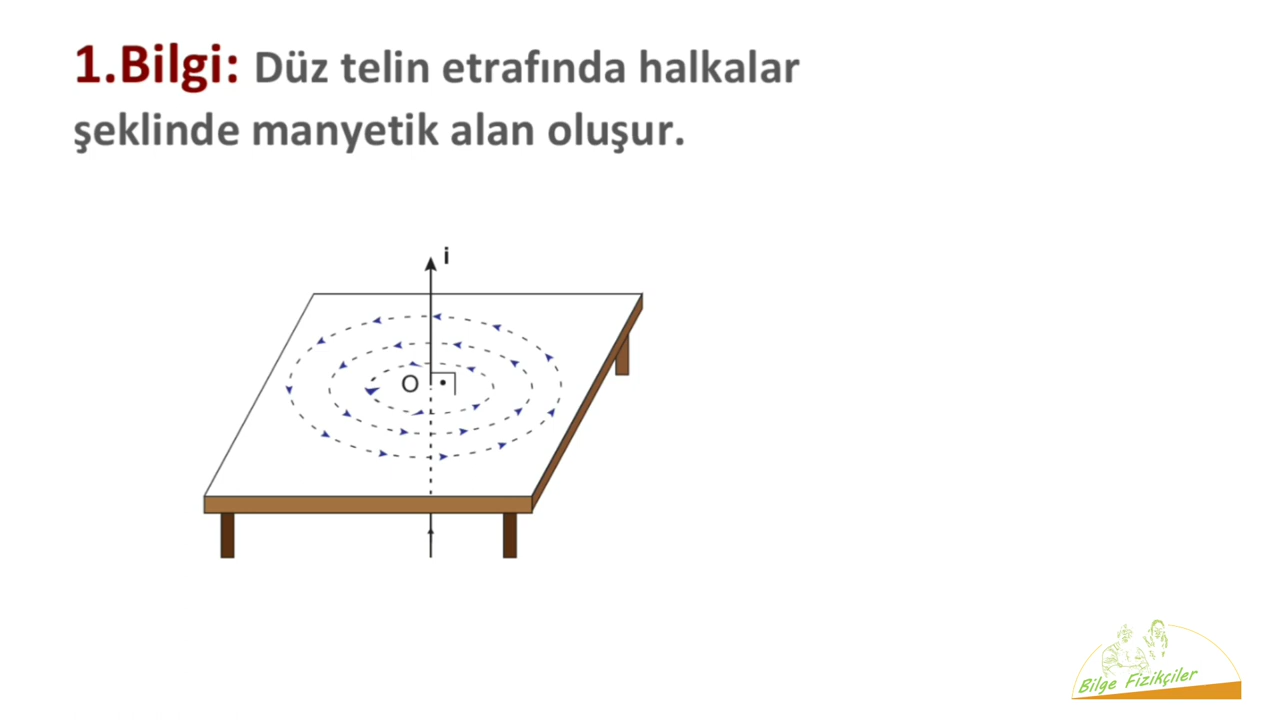 1.Bilgi: Düz telin etrafında halkalar
şeklinde manyetik alan oluşur.
i
O
Bilge Fizikçiler